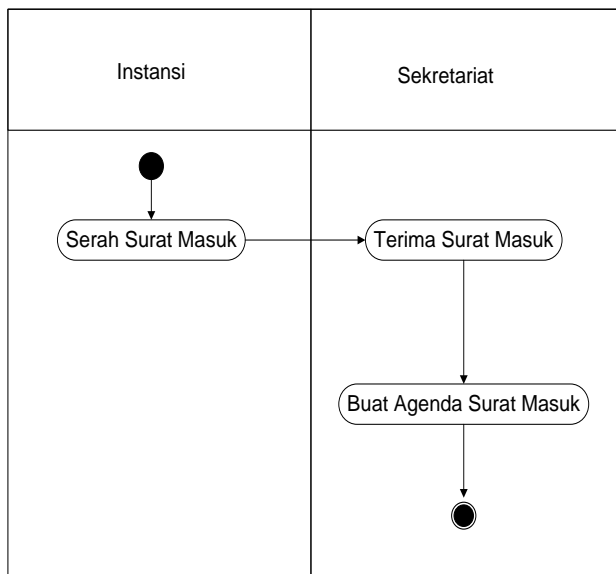 Instansi
Sekretariat
Serah Surat Masuk
Terima Surat Masuk
Buat Agenda Surat Masuk